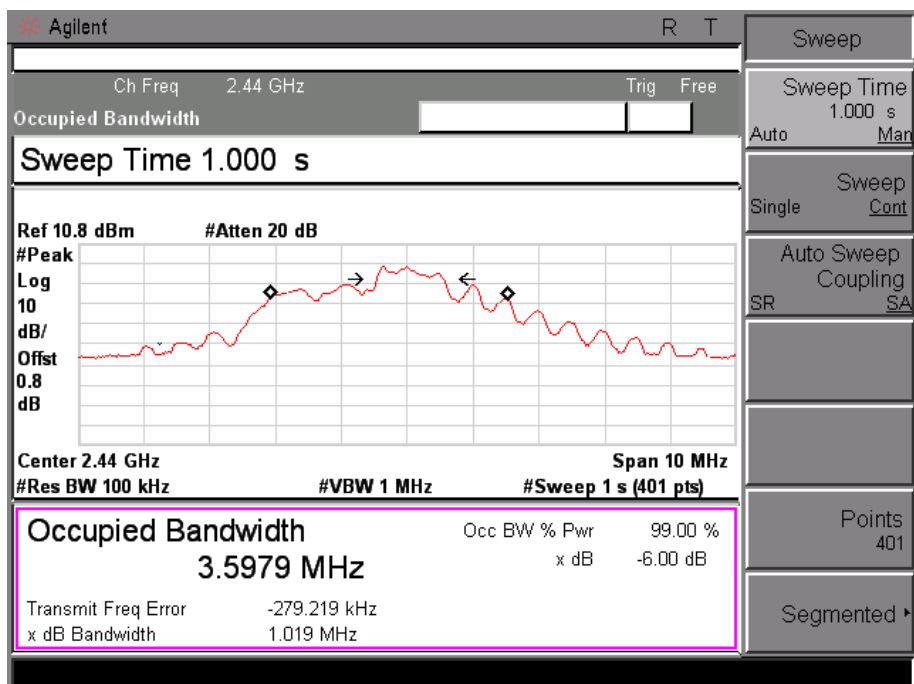 Agilent R T
Ch Freq 2.44 GHz Trig Free
Occupied Bandwidth
Sweep Time 1.000 s
Ref 10.8 dBm #Atten 20 dB
#Peak
Log
10
dB/
Offst
0.8
dB
Center 2.44 GHz Span 10 MHz
#Res BW 100 kHz #VBW 1 MHz #Sweep 1 s (401 pts)
Occupied Bandwidth Occ BW % Pwr 99.00 %
3.5979 MHz x dB -6.00 dB
Transmit Freq Error -279.219 kHz
x dB Bandwidth 1.019 MHz
Sweep
Sweep Time
1.000 s
Auto Man
Sweep
Single Cont
Auto Sweep
Coupling
SR SA
Points
401
Segmented